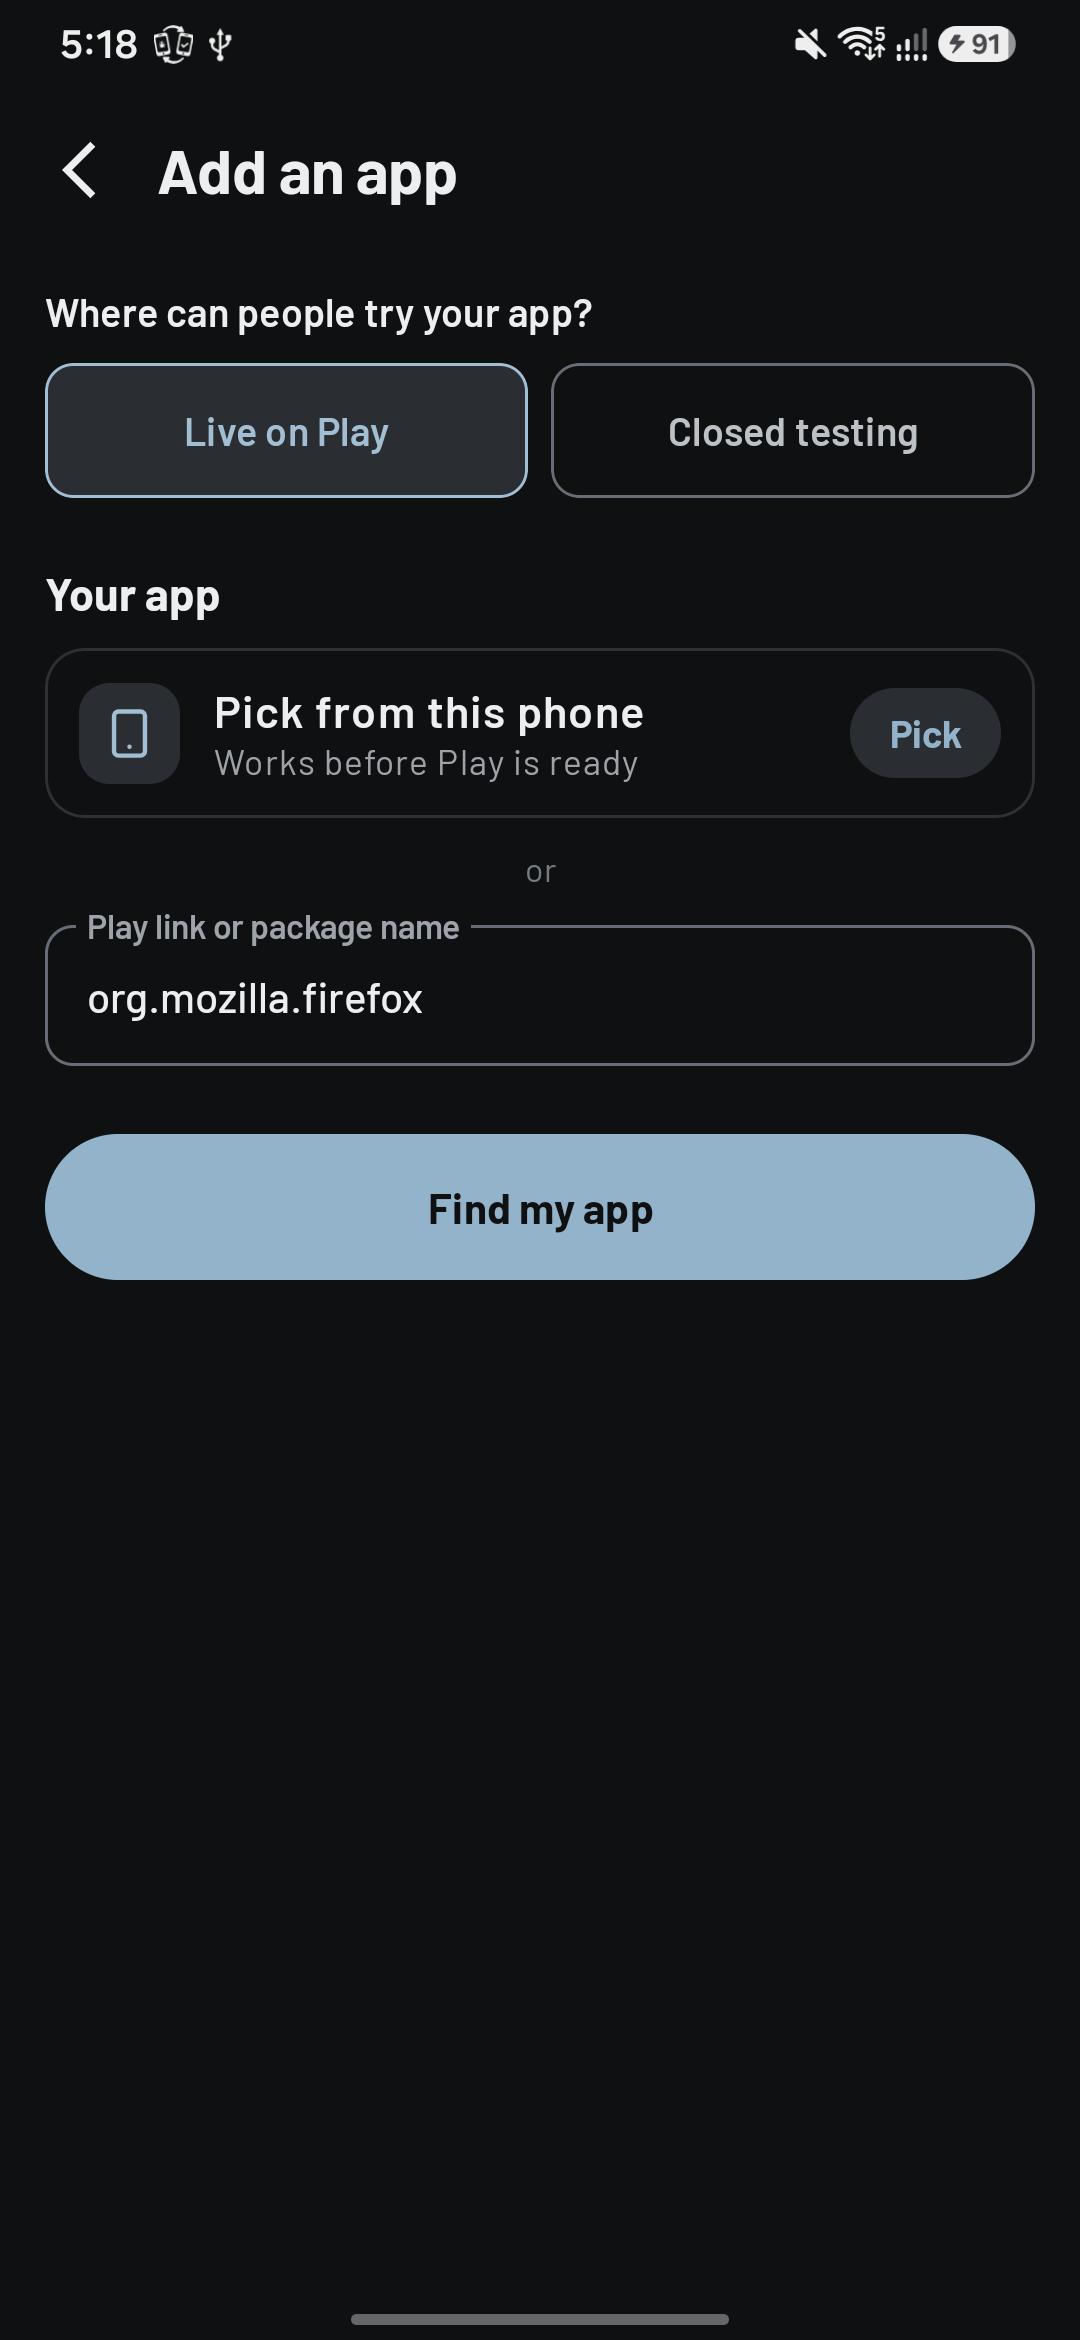 5:18
5
91
Add an app
Where can people try your app?
Live on Play
Closed testing
Your app
Pick from this phone
Works before Play is ready
Pick
or
Play link or package name
org.mozilla.firefox
Find my app